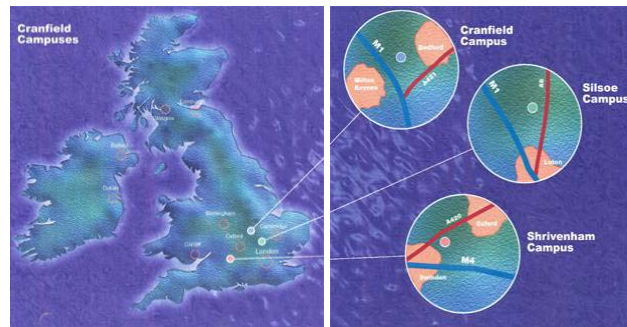 Cranfield
Campuses
Glasgow
Belfast
Dublin
Birmingham
Cambridge
Oxford
London
Cardiff
Cranfield
Campus
M1
Bedford
A421
Milton
Keynes
Silsoe
Campus
M1
A6
Luton
Shrivenham
Campus
A420
Oxford
M4
Swindon